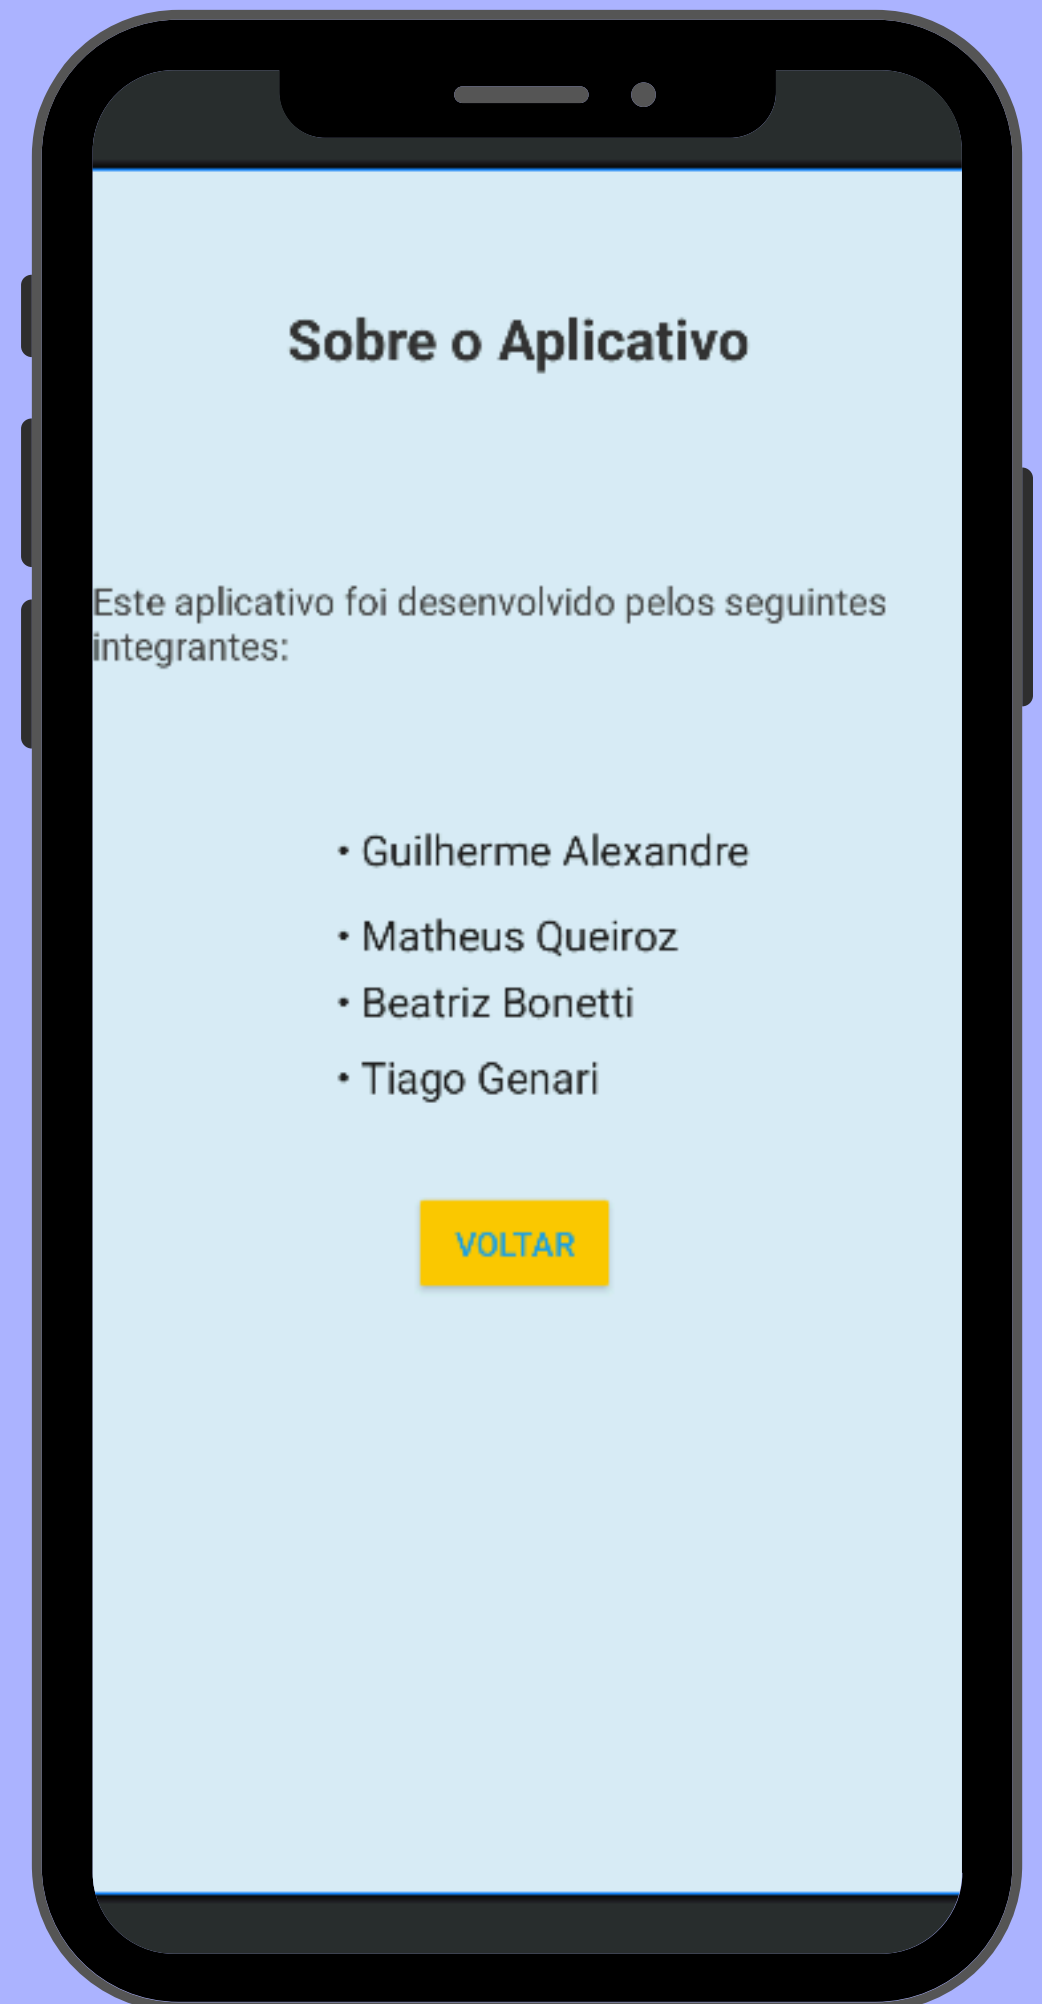 Sobre o Aplicativo
Este aplicativo foi desenvolvido pelos seguintes
integrantes:
• Guilherme Alexandre
• Matheus Queiroz
• Beatriz Bonetti
• Tiago Genari
VOLTAR